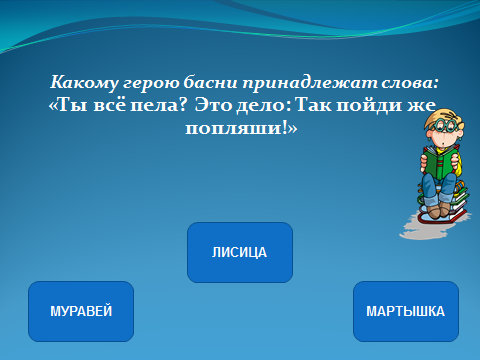 Какому герою басни принадлежат слова:
«Ты всё пела? Это дело: Так пойди же
попляши!»
ЛИСИЦА
МУРАВЕЙ
МАРТЫШКА